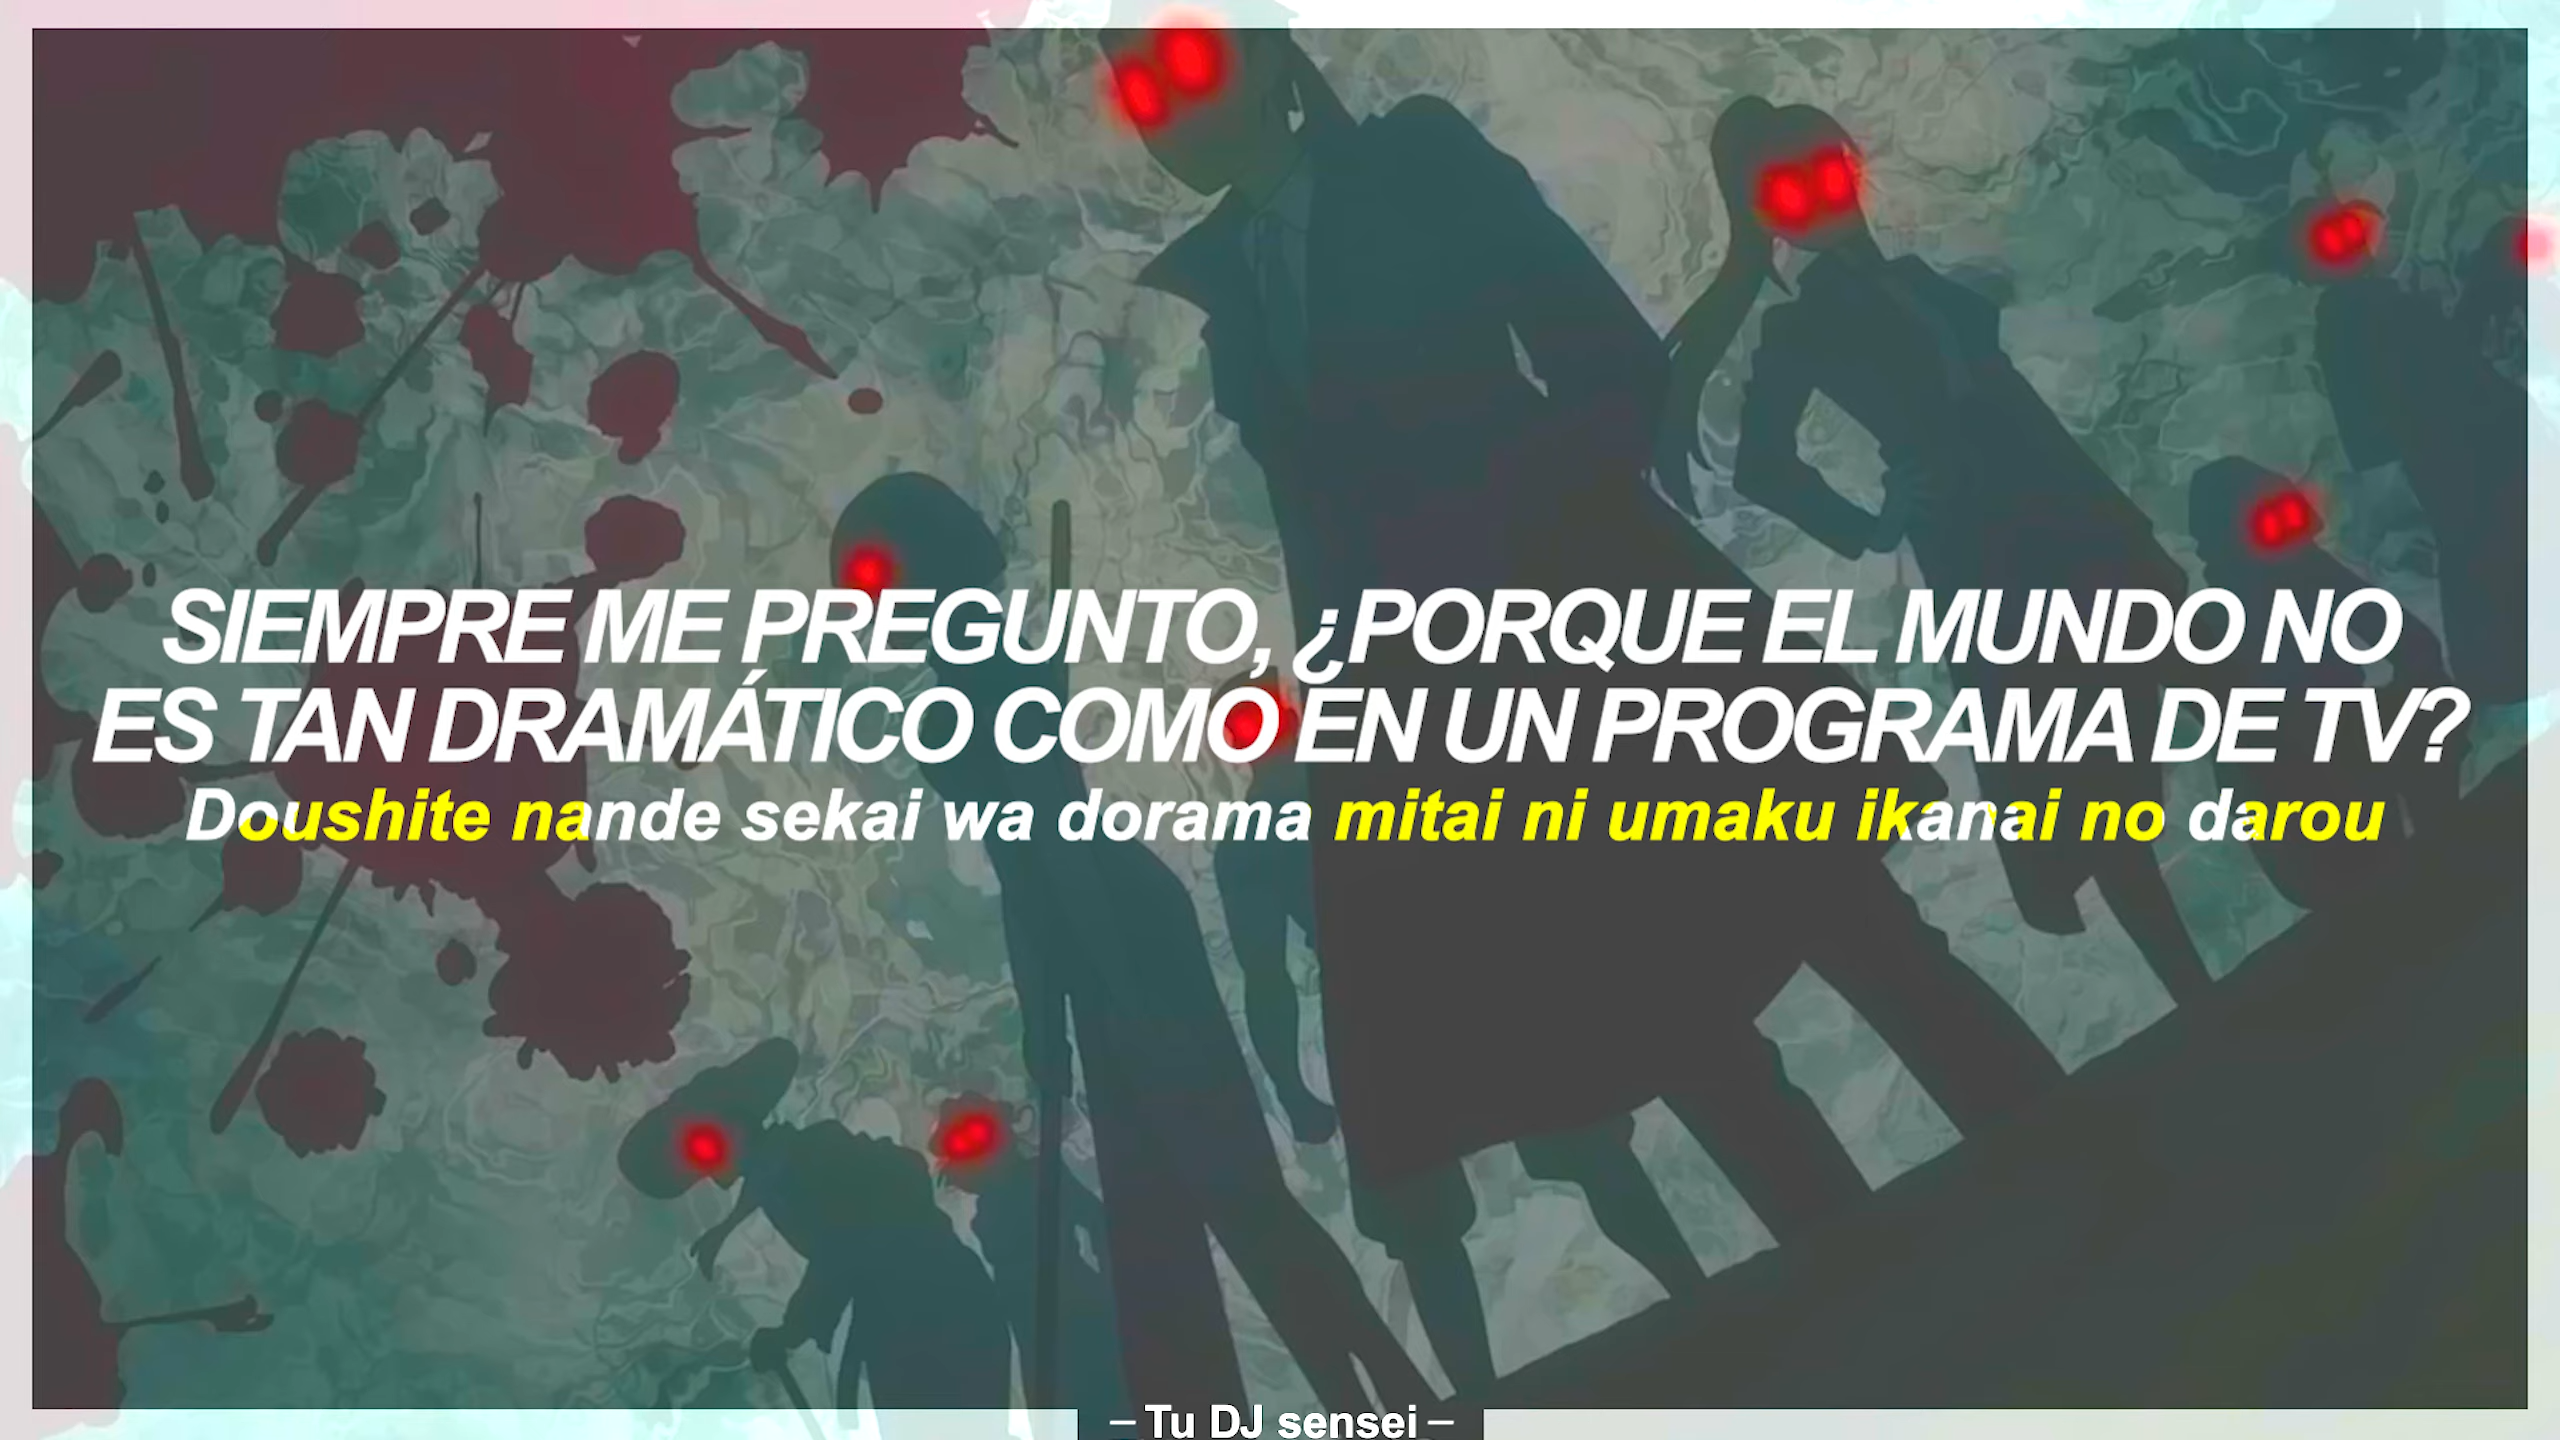 SIEMPRE ME PREGUNTO, ¿PORQUE EL MUNDO NO
ES TAN DRAMÁTICO COMO EN UN PROGRAMA DE TV?
Doushite nande sekai wa dorama mitai ni umaku ikanai no darou
– Tu DJ sensei –